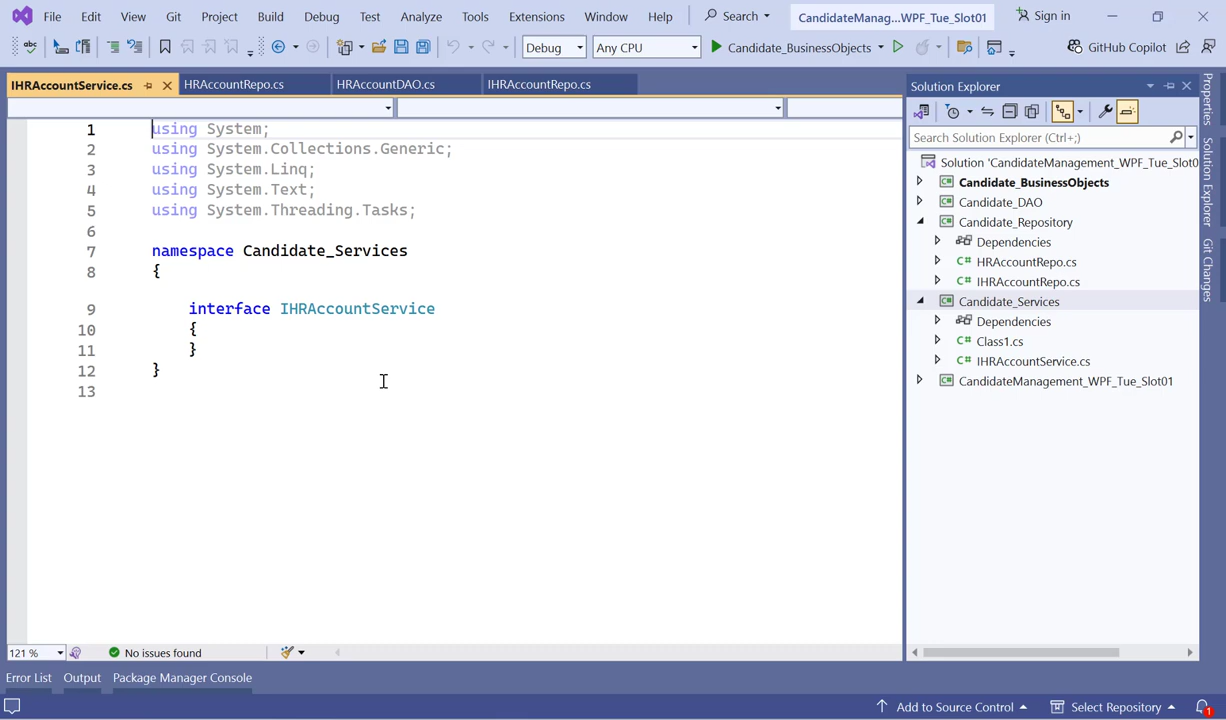 File Edit View Git Project Build Debug Test Analyze Tools Extensions Window Help Search CandidateManag...WPF_Tue_Slot01 Sign in
abc Debug Any CPU Candidate_BusinessObjects GitHub Copilot
IHRAccountService.cs HRAccountRepo.cs HRAccountDAO.cs IHRAccountRepo.cs
1 using System;
2 using System.Collections.Generic;
3 using System.Linq;
4 using System.Text;
5 using System.Threading.Tasks;
6
7 namespace Candidate_Services
8 {
9 interface IHRAccountService
10 {
11 }
12 }
13
121 % No issues found
Solution Explorer
Search Solution Explorer (Ctrl+;)
Solution 'CandidateManagement_WPF_Tue_Slot0
C# Candidate_BusinessObjects
C# Candidate_DAO
C# Candidate_Repository
Dependencies
C# HRAccountRepo.cs
C# IHRAccountRepo.cs
C# Candidate_Services
Dependencies
C# Class1.cs
C# IHRAccountService.cs
C# CandidateManagement_WPF_Tue_Slot01
Properties
Solution Explorer
Git Changes
Error List Output Package Manager Console
Add to Source Control Select Repository 1